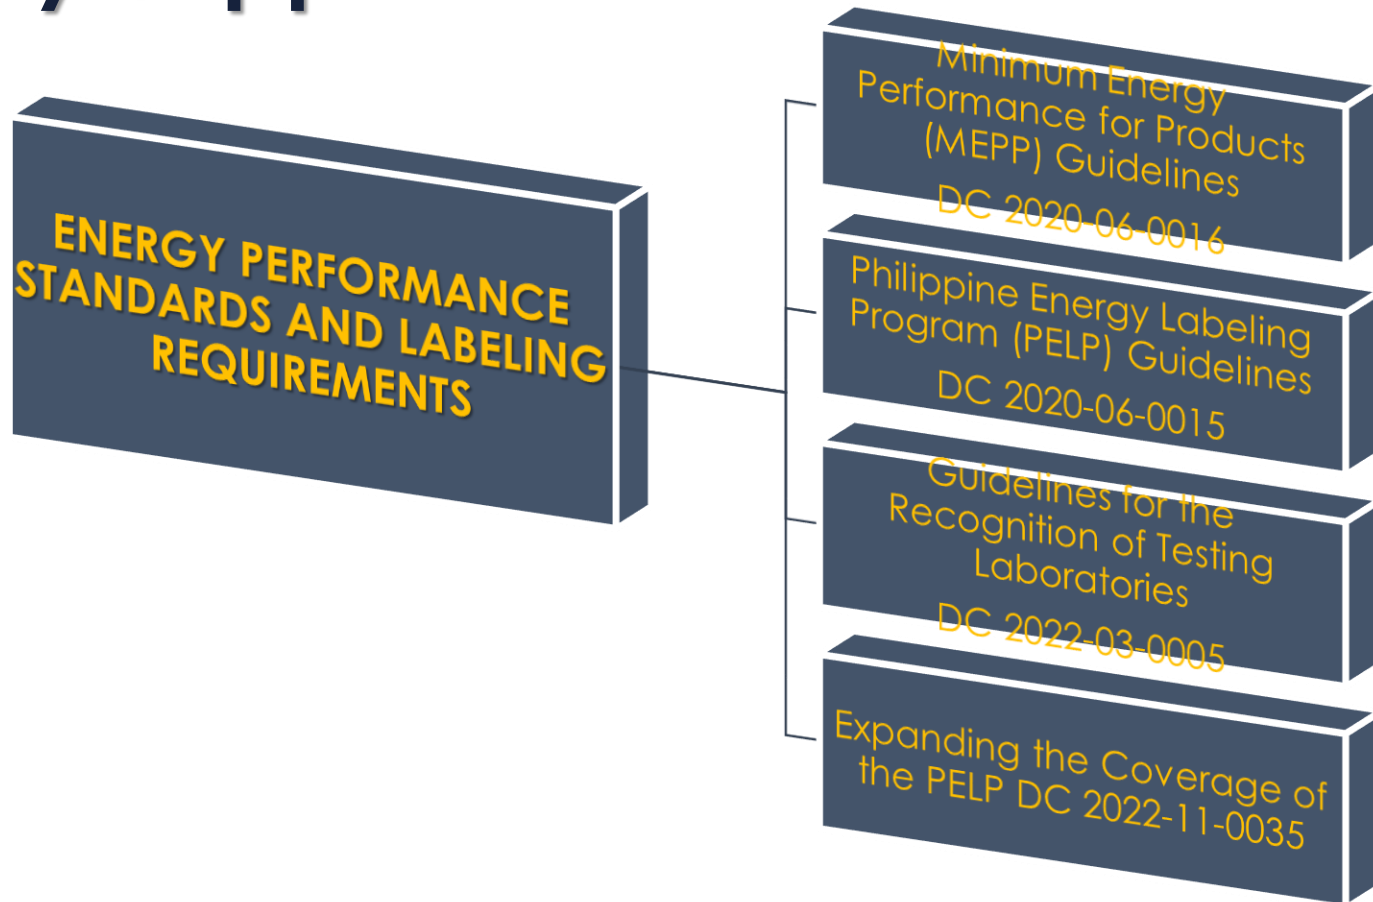 ENERGY PERFORMANCE
STANDARDS AND LABELING
REQUIREMENTS
Minimum Energy
Performance for Products
(MEPP) Guidelines
DC 2020-06-0016
Philippine Energy Labeling
Program (PELP) Guidelines
DC 2020-06-0015
Guidelines for the
Recognition of Testing
Laboratories
DC 2022-03-0005
Expanding the Coverage of
the PELP DC 2022-11-0035